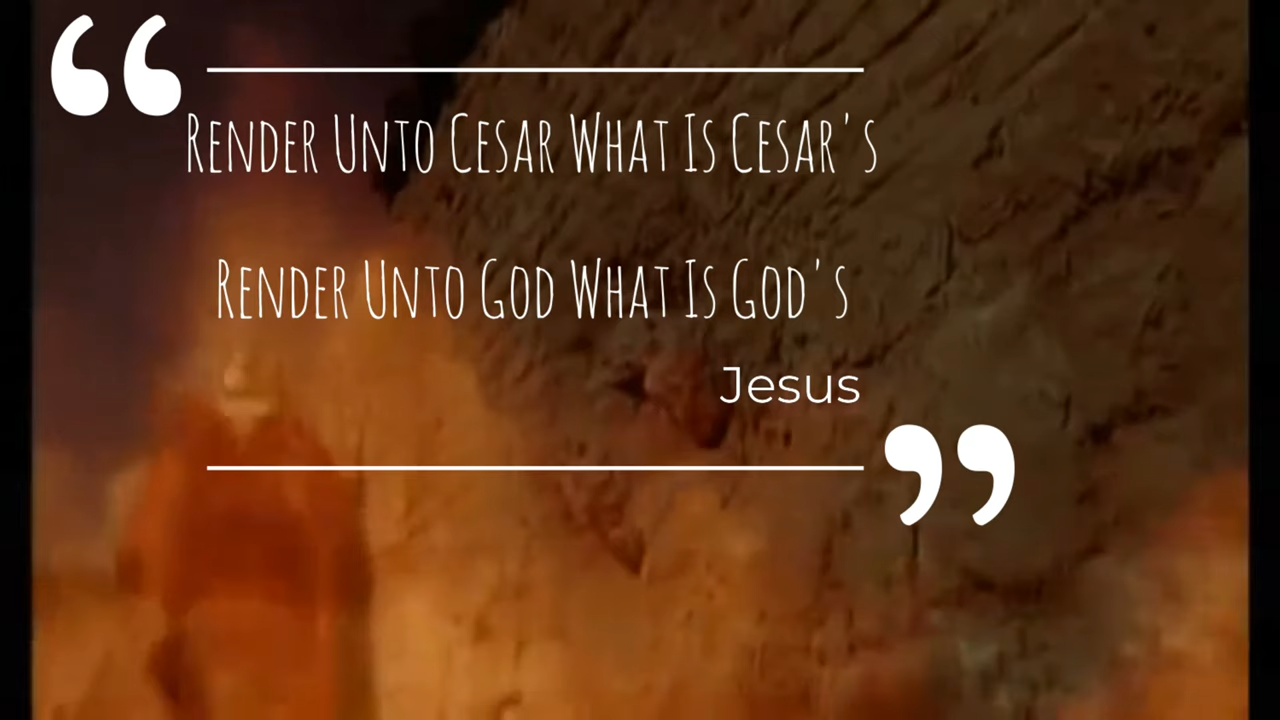 “
Render Unto Cesar What Is Cesar's
Render Unto God What Is God's
Jesus
”